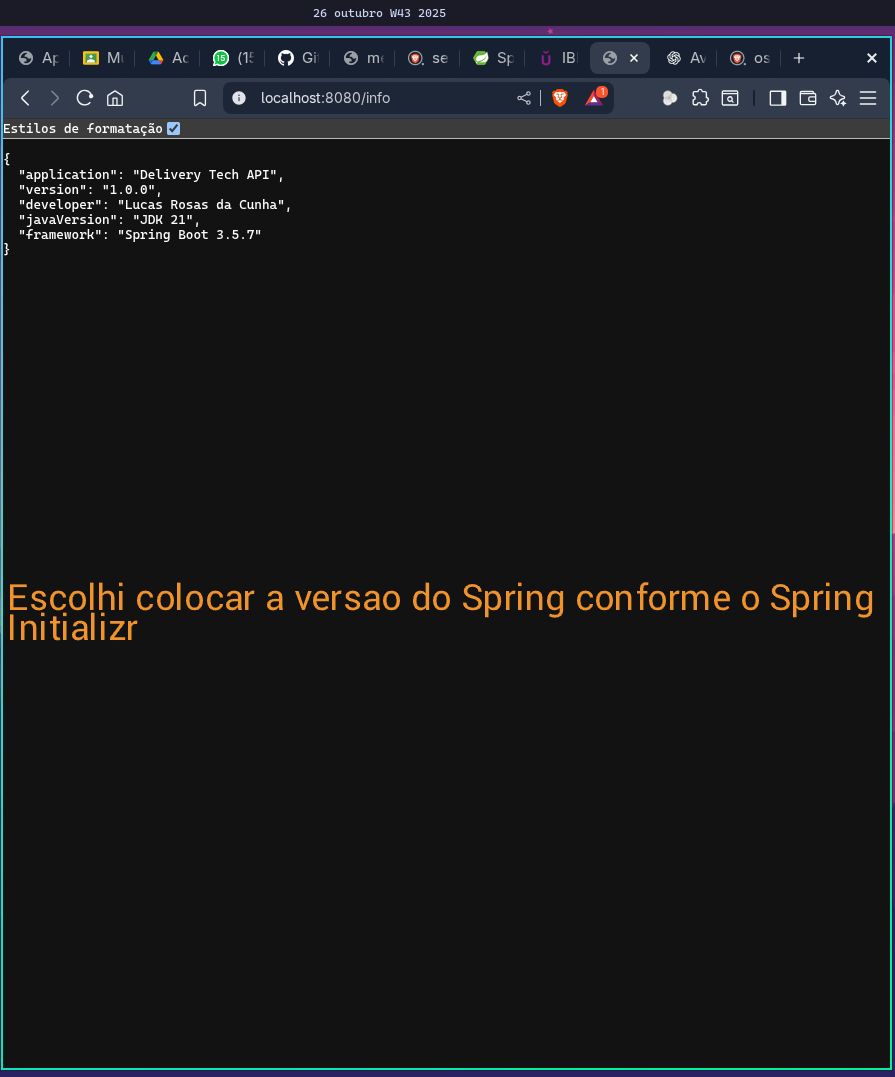 26 outubro W43 2025
Ap Mu Ac (15 Gi me se Sp IB Av os
localhost:8080/info 1
Estilos de formatação
{
"application": "Delivery Tech API",
"version": "1.0.0",
"developer": "Lucas Rosas da Cunha",
"javaVersion": "JDK 21",
"framework": "Spring Boot 3.5.7"
}
Escolhi colocar a versao do Spring conforme o Spring
Initializr